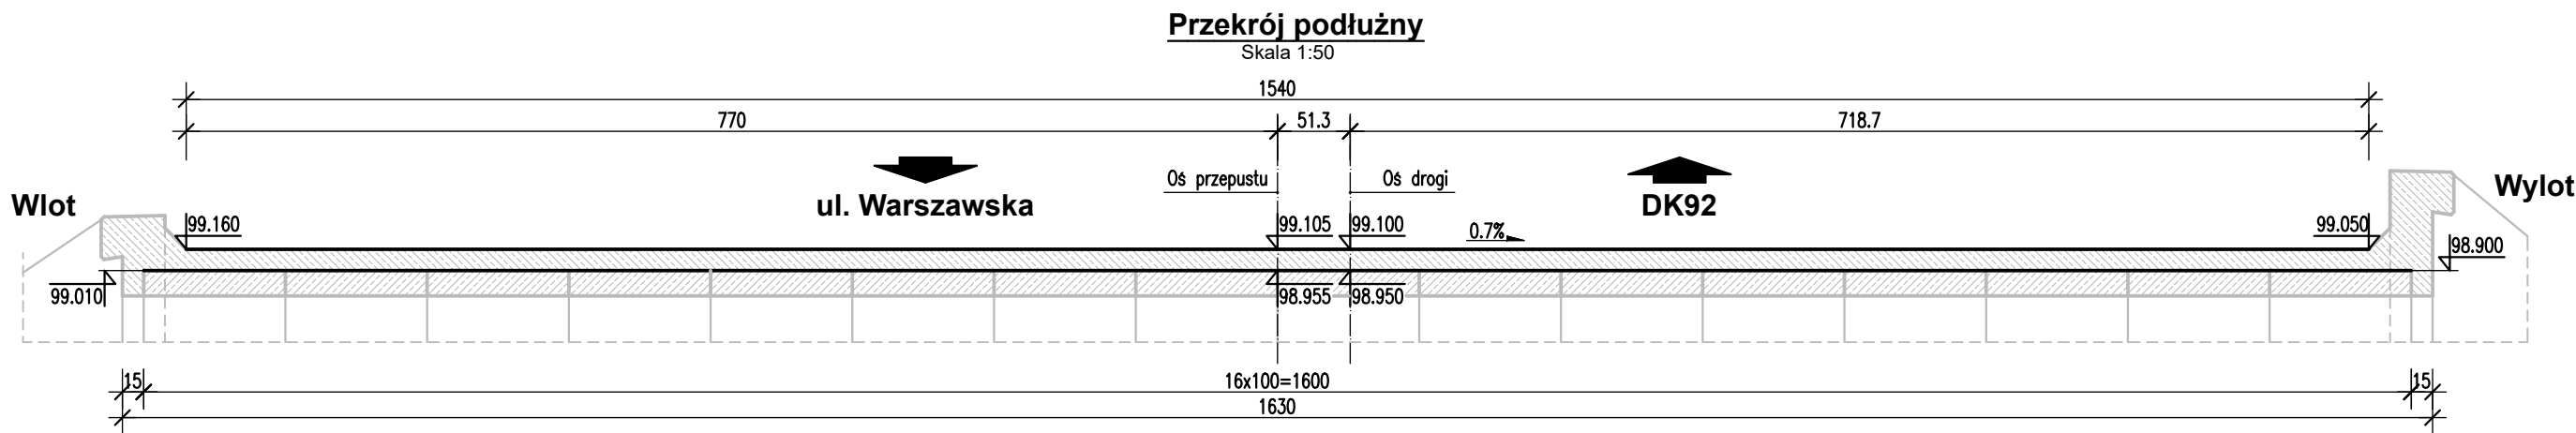 Przekrój podłużny
Skala 1:50
1540
770
51.3
718.7
Oś przepustu
Oś drogi
Wlot
ul. Warszawska
DK92
Wylot
99.160
99.105
99.100
0.7%
99.050
98.900
99.010
98.955
98.950
15
16x100=1600
15
1630